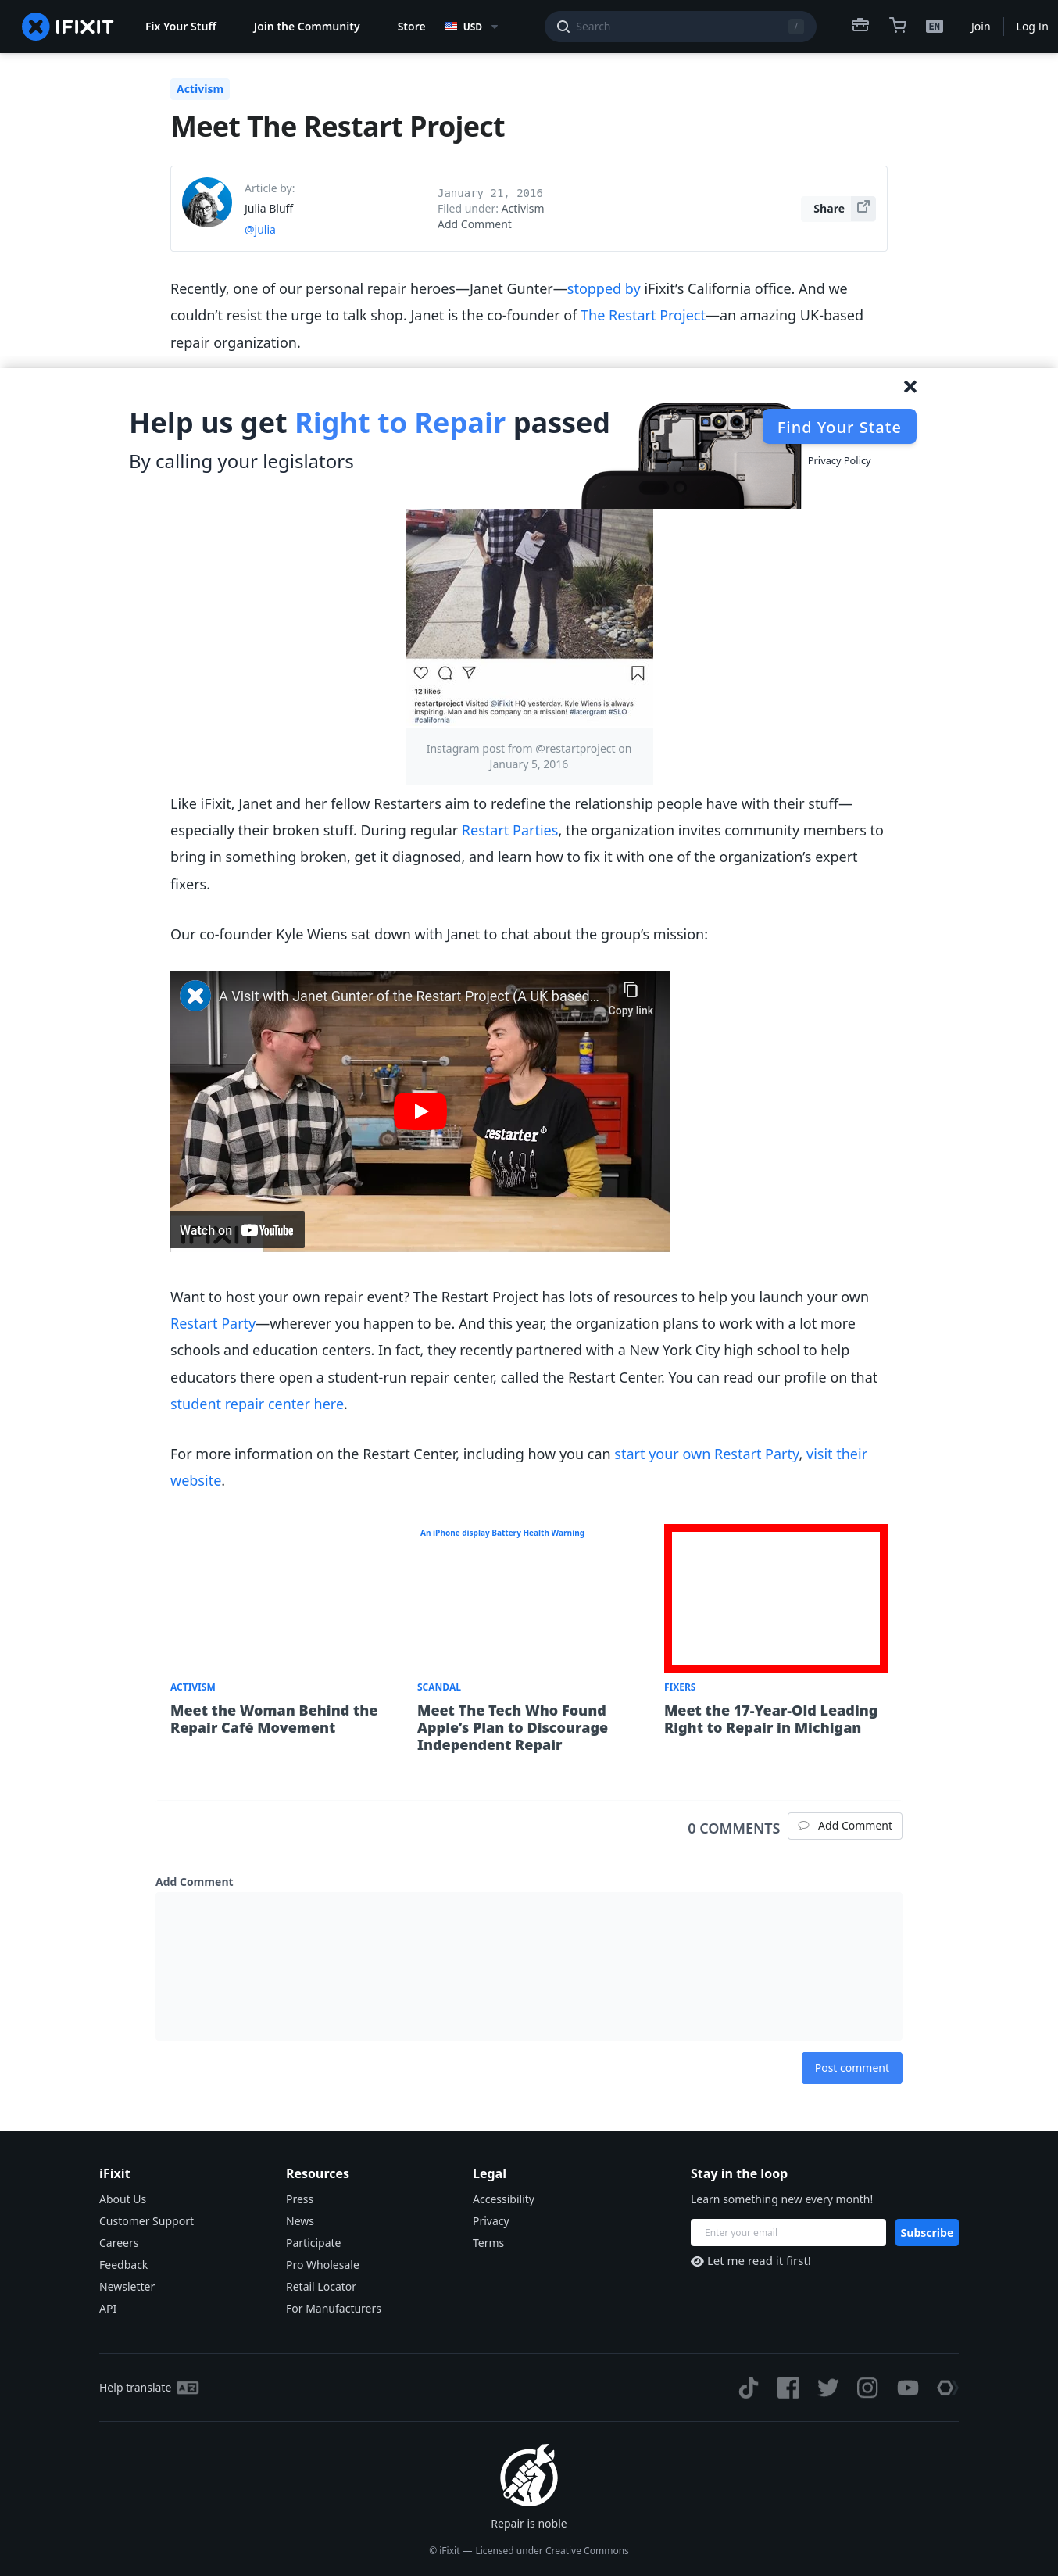 IFIXIT
Fix Your Stuff
Join the Community
Store
USD
Search
/
EN
Join
Log In
Activism
Meet The Restart Project
Article by:
Julia Bluff
@julia
January 21, 2016
Filed under: Activism
Add Comment
Share
Recently, one of our personal repair heroes—Janet Gunter—stopped by iFixit’s California office. And we
couldn’t resist the urge to talk shop. Janet is the co-founder of The Restart Project—an amazing UK-based
repair organization.
Help us get Right to Repair passed
By calling your legislators
Find Your State
Privacy Policy
12 likes
restartproject Visited @iFixit HQ yesterday. Kyle Wiens is always
inspiring. Man and his company on a mission! #latergram #SLO
#california
Instagram post from @restartproject on
January 5, 2016
Like iFixit, Janet and her fellow Restarters aim to redefine the relationship people have with their stuff—
especially their broken stuff. During regular Restart Parties, the organization invites community members to
bring in something broken, get it diagnosed, and learn how to fix it with one of the organization’s expert
fixers.
Our co-founder Kyle Wiens sat down with Janet to chat about the group’s mission:
A Visit with Janet Gunter of the Restart Project (A UK based...
Copy link
restarter
Watch on YouTube
Want to host your own repair event? The Restart Project has lots of resources to help you launch your own
Restart Party—wherever you happen to be. And this year, the organization plans to work with a lot more
schools and education centers. In fact, they recently partnered with a New York City high school to help
educators there open a student-run repair center, called the Restart Center. You can read our profile on that
student repair center here.
For more information on the Restart Center, including how you can start your own Restart Party, visit their
website.
An iPhone display Battery Health Warning
ACTIVISM
Meet the Woman Behind the
Repair Café Movement
SCANDAL
Meet The Tech Who Found
Apple’s Plan to Discourage
Independent Repair
FIXERS
Meet the 17-Year-Old Leading
Right to Repair in Michigan
0 COMMENTS
Add Comment
Add Comment
Post comment
iFixit
About Us
Customer Support
Careers
Feedback
Newsletter
API
Resources
Press
News
Participate
Pro Wholesale
Retail Locator
For Manufacturers
Legal
Accessibility
Privacy
Terms
Stay in the loop
Learn something new every month!
Enter your email
Subscribe
Let me read it first!
Help translate
Repair is noble
© iFixit — Licensed under Creative Commons